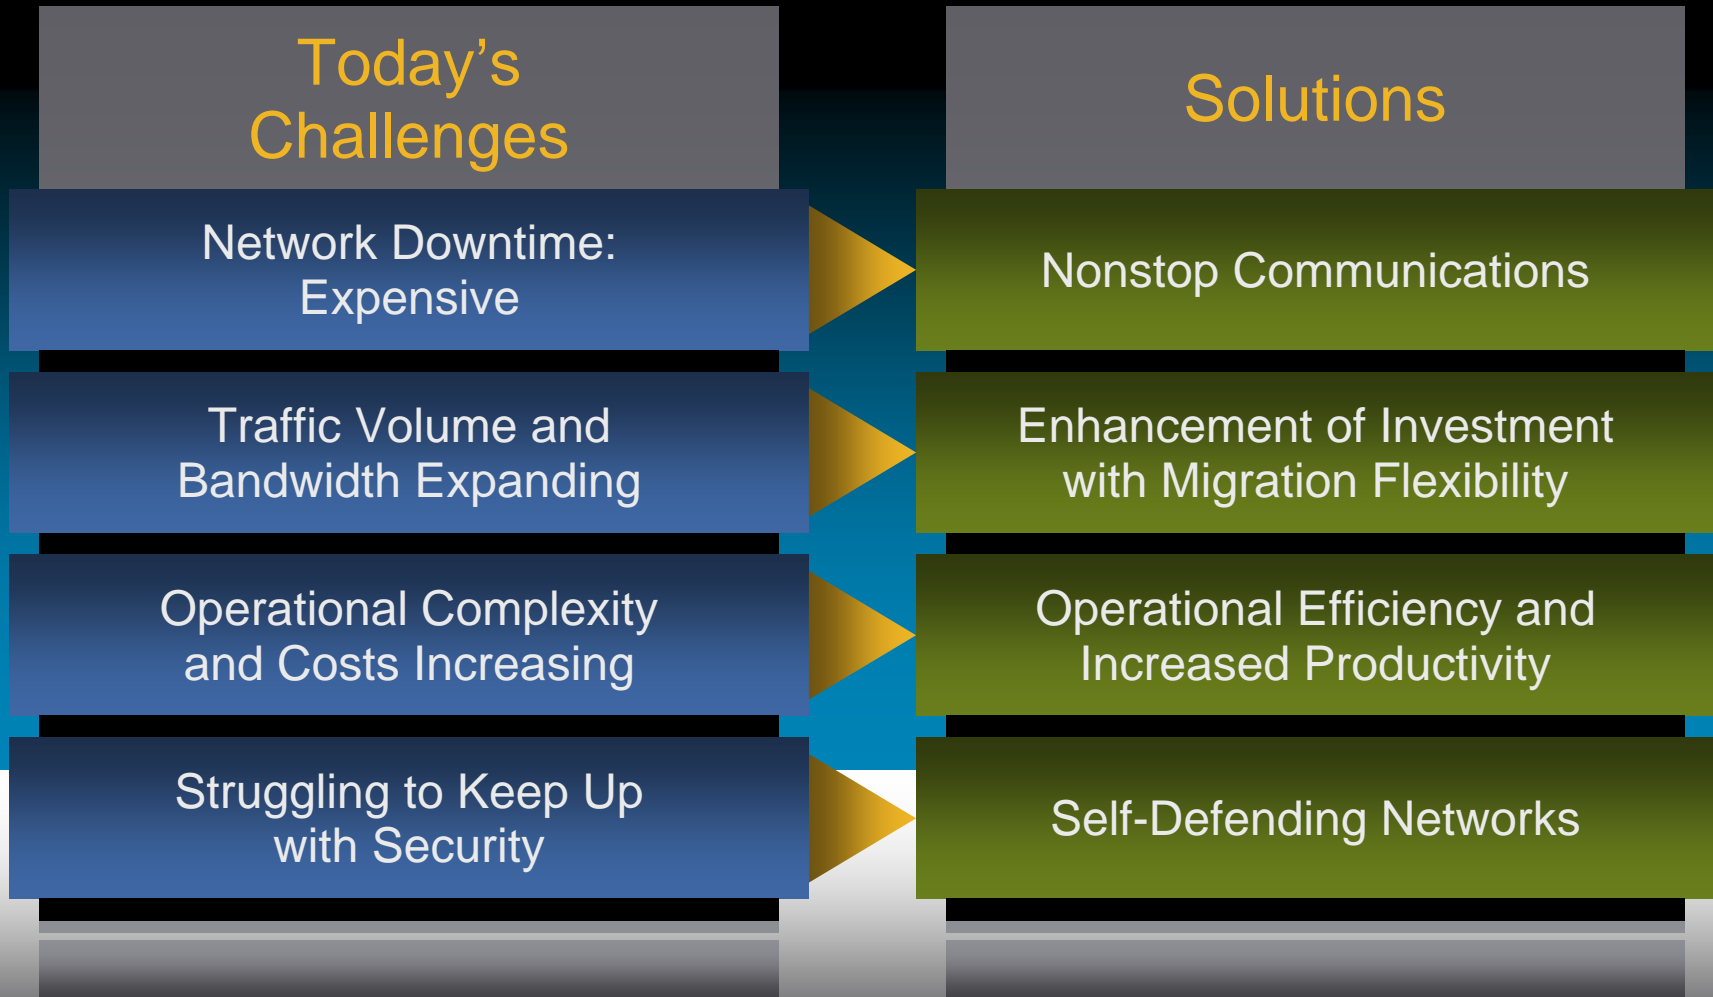 Today’s
Challenges
Solutions
Network Downtime:
Expensive
Nonstop Communications
Traffic Volume and
Bandwidth Expanding
Enhancement of Investment
with Migration Flexibility
Operational Complexity
and Costs Increasing
Operational Efficiency and
Increased Productivity
Struggling to Keep Up
with Security
Self-Defending Networks